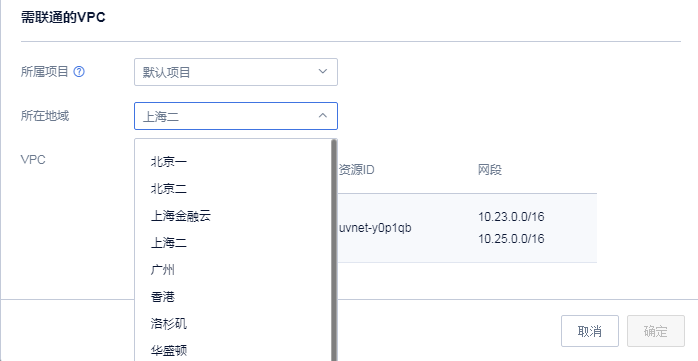 需联通的VPC
所属项目 ? 默认项目
所在地域 上海二
VPC
资源ID 网段
uvnet-y0p1qb 10.23.0.0/16
10.25.0.0/16
北京一
北京二
上海金融云
上海二
广州
香港
洛杉矶
华盛顿
取消 确定